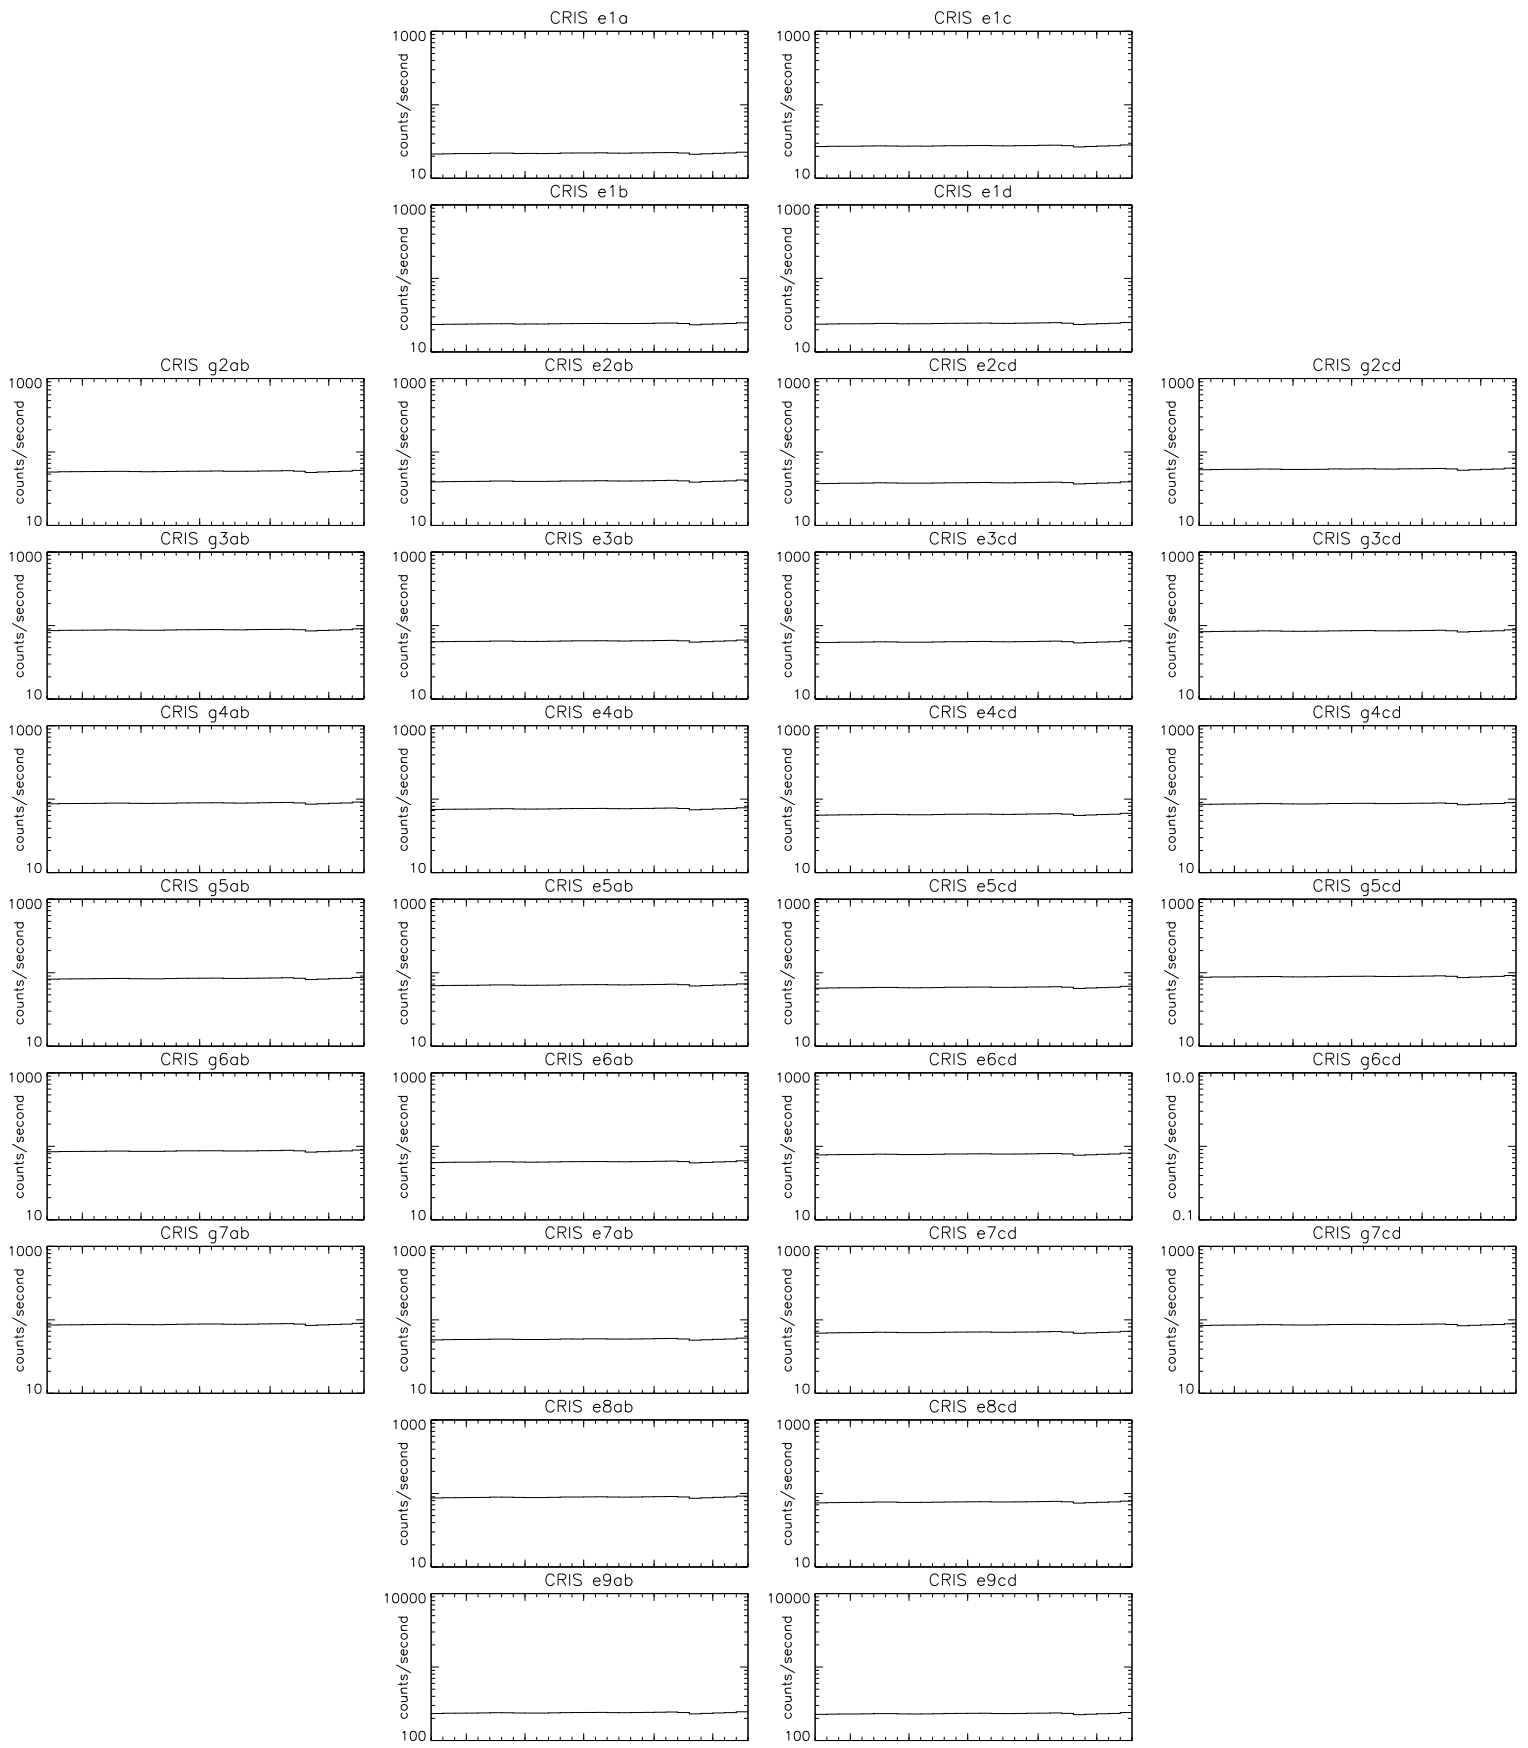 CRIS e1a
CRIS e1c
1000
counts/second
10
1000
counts/second
10
CRIS e1b
CRIS e1d
1000
counts/second
10
1000
counts/second
10
CRIS g2ab
CRIS e2ab
CRIS e2cd
CRIS g2cd
1000
counts/second
10
1000
counts/second
10
1000
counts/second
10
1000
counts/second
10
CRIS g3ab
CRIS e3ab
CRIS e3cd
CRIS g3cd
1000
counts/second
10
1000
counts/second
10
1000
counts/second
10
1000
counts/second
10
CRIS g4ab
CRIS e4ab
CRIS e4cd
CRIS g4cd
1000
counts/second
10
1000
counts/second
10
1000
counts/second
10
1000
counts/second
10
CRIS g5ab
CRIS e5ab
CRIS e5cd
CRIS g5cd
1000
counts/second
10
1000
counts/second
10
1000
counts/second
10
1000
counts/second
10
CRIS g6ab
CRIS e6ab
CRIS e6cd
CRIS g6cd
1000
counts/second
10
1000
counts/second
10
1000
counts/second
10
10.0
counts/second
0.1
CRIS g7ab
CRIS e7ab
CRIS e7cd
CRIS g7cd
1000
counts/second
10
1000
counts/second
10
1000
counts/second
10
1000
counts/second
10
CRIS e8ab
CRIS e8cd
1000
counts/second
10
1000
counts/second
10
CRIS e9ab
CRIS e9cd
10000
counts/second
100
10000
counts/second
100